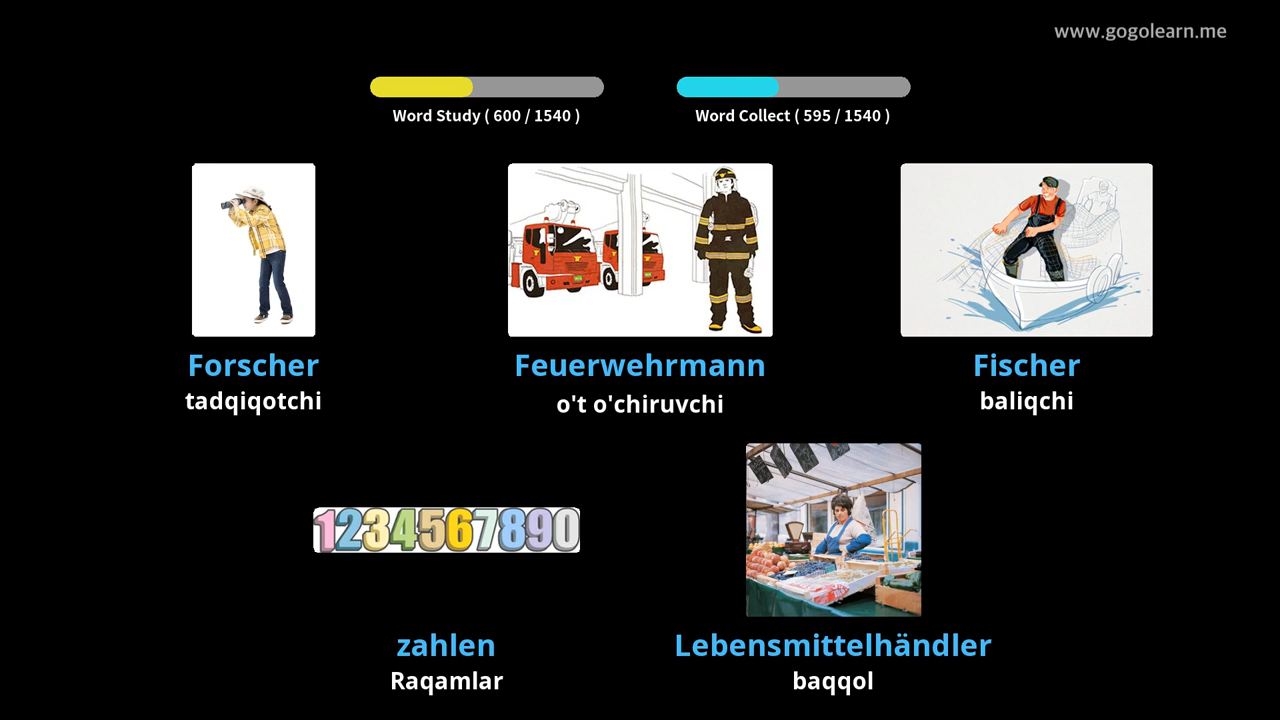 www.gogolearn.me
Word Study ( 600 / 1540 )
Word Collect ( 595 / 1540 )
Forscher
tadqiqotchi
Feuerwehrmann
o't o'chiruvchi
Fischer
baliqchi
1234567890
zahlen
Raqamlar
Lebensmittelhändler
baqqol